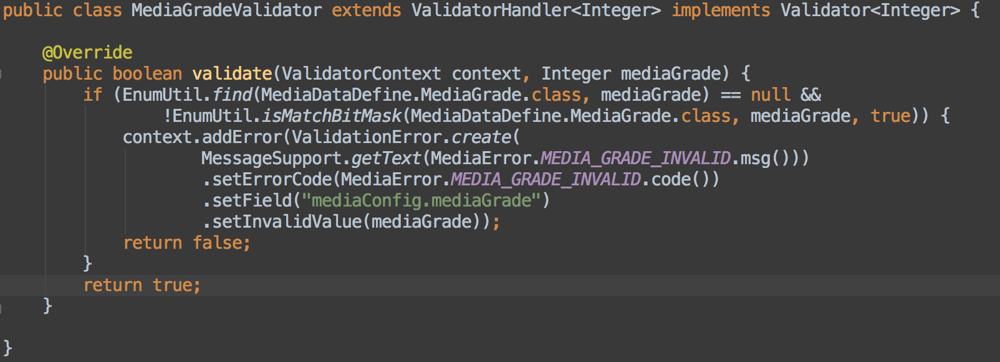 public class MediaGradeValidator extends ValidatorHandler<Integer> implements Validator<Integer> {
@Override
public boolean validate(ValidatorContext context, Integer mediaGrade) {
if (EnumUtil.find(MediaDataDefine.MediaGrade.class, mediaGrade) == null &&
!EnumUtil.isMatchBitMask(MediaDataDefine.MediaGrade.class, mediaGrade, true)) {
context.addError(ValidationError.create(
MessageSupport.getText(MediaError.MEDIA_GRADE_INVALID.msg()))
.setErrorCode(MediaError.MEDIA_GRADE_INVALID.code())
.setField("mediaConfig.mediaGrade")
.setInvalidValue(mediaGrade));
return false;
}
return true;
}
}